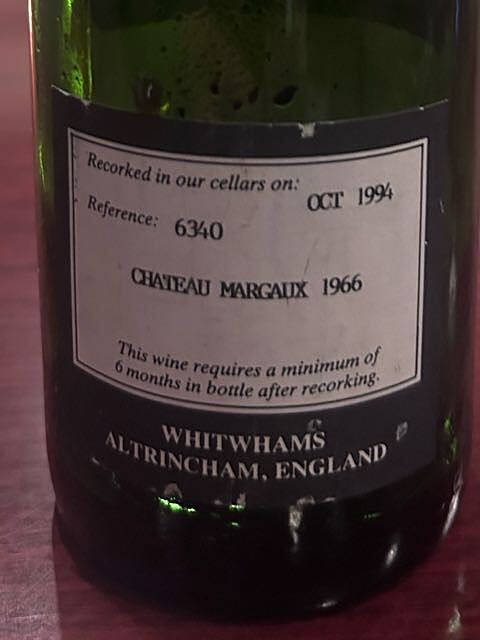 Recorked in our cellars on:
OCT 1994
Reference: 6340
CHATEAU MARGAUX 1966
This wine requires a minimum of
6 months in bottle after recorking.
WHITWHAMS
ALTRINCHAM, ENGLAND